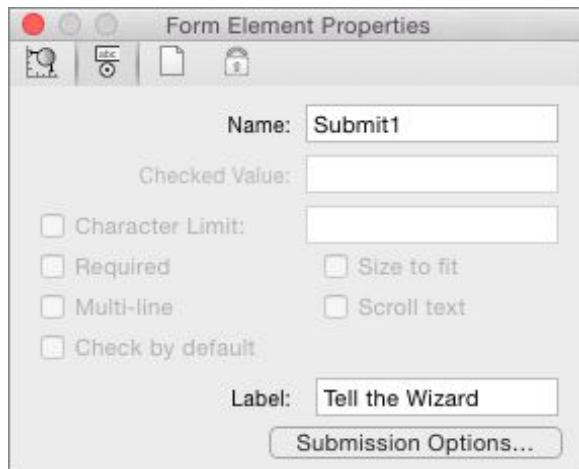 Form Element Properties
abc
Name: Submit1
Checked Value:
Character Limit:
Required Size to fit
Multi-line Scroll text
Check by default
Label: Tell the Wizard
Submission Options...